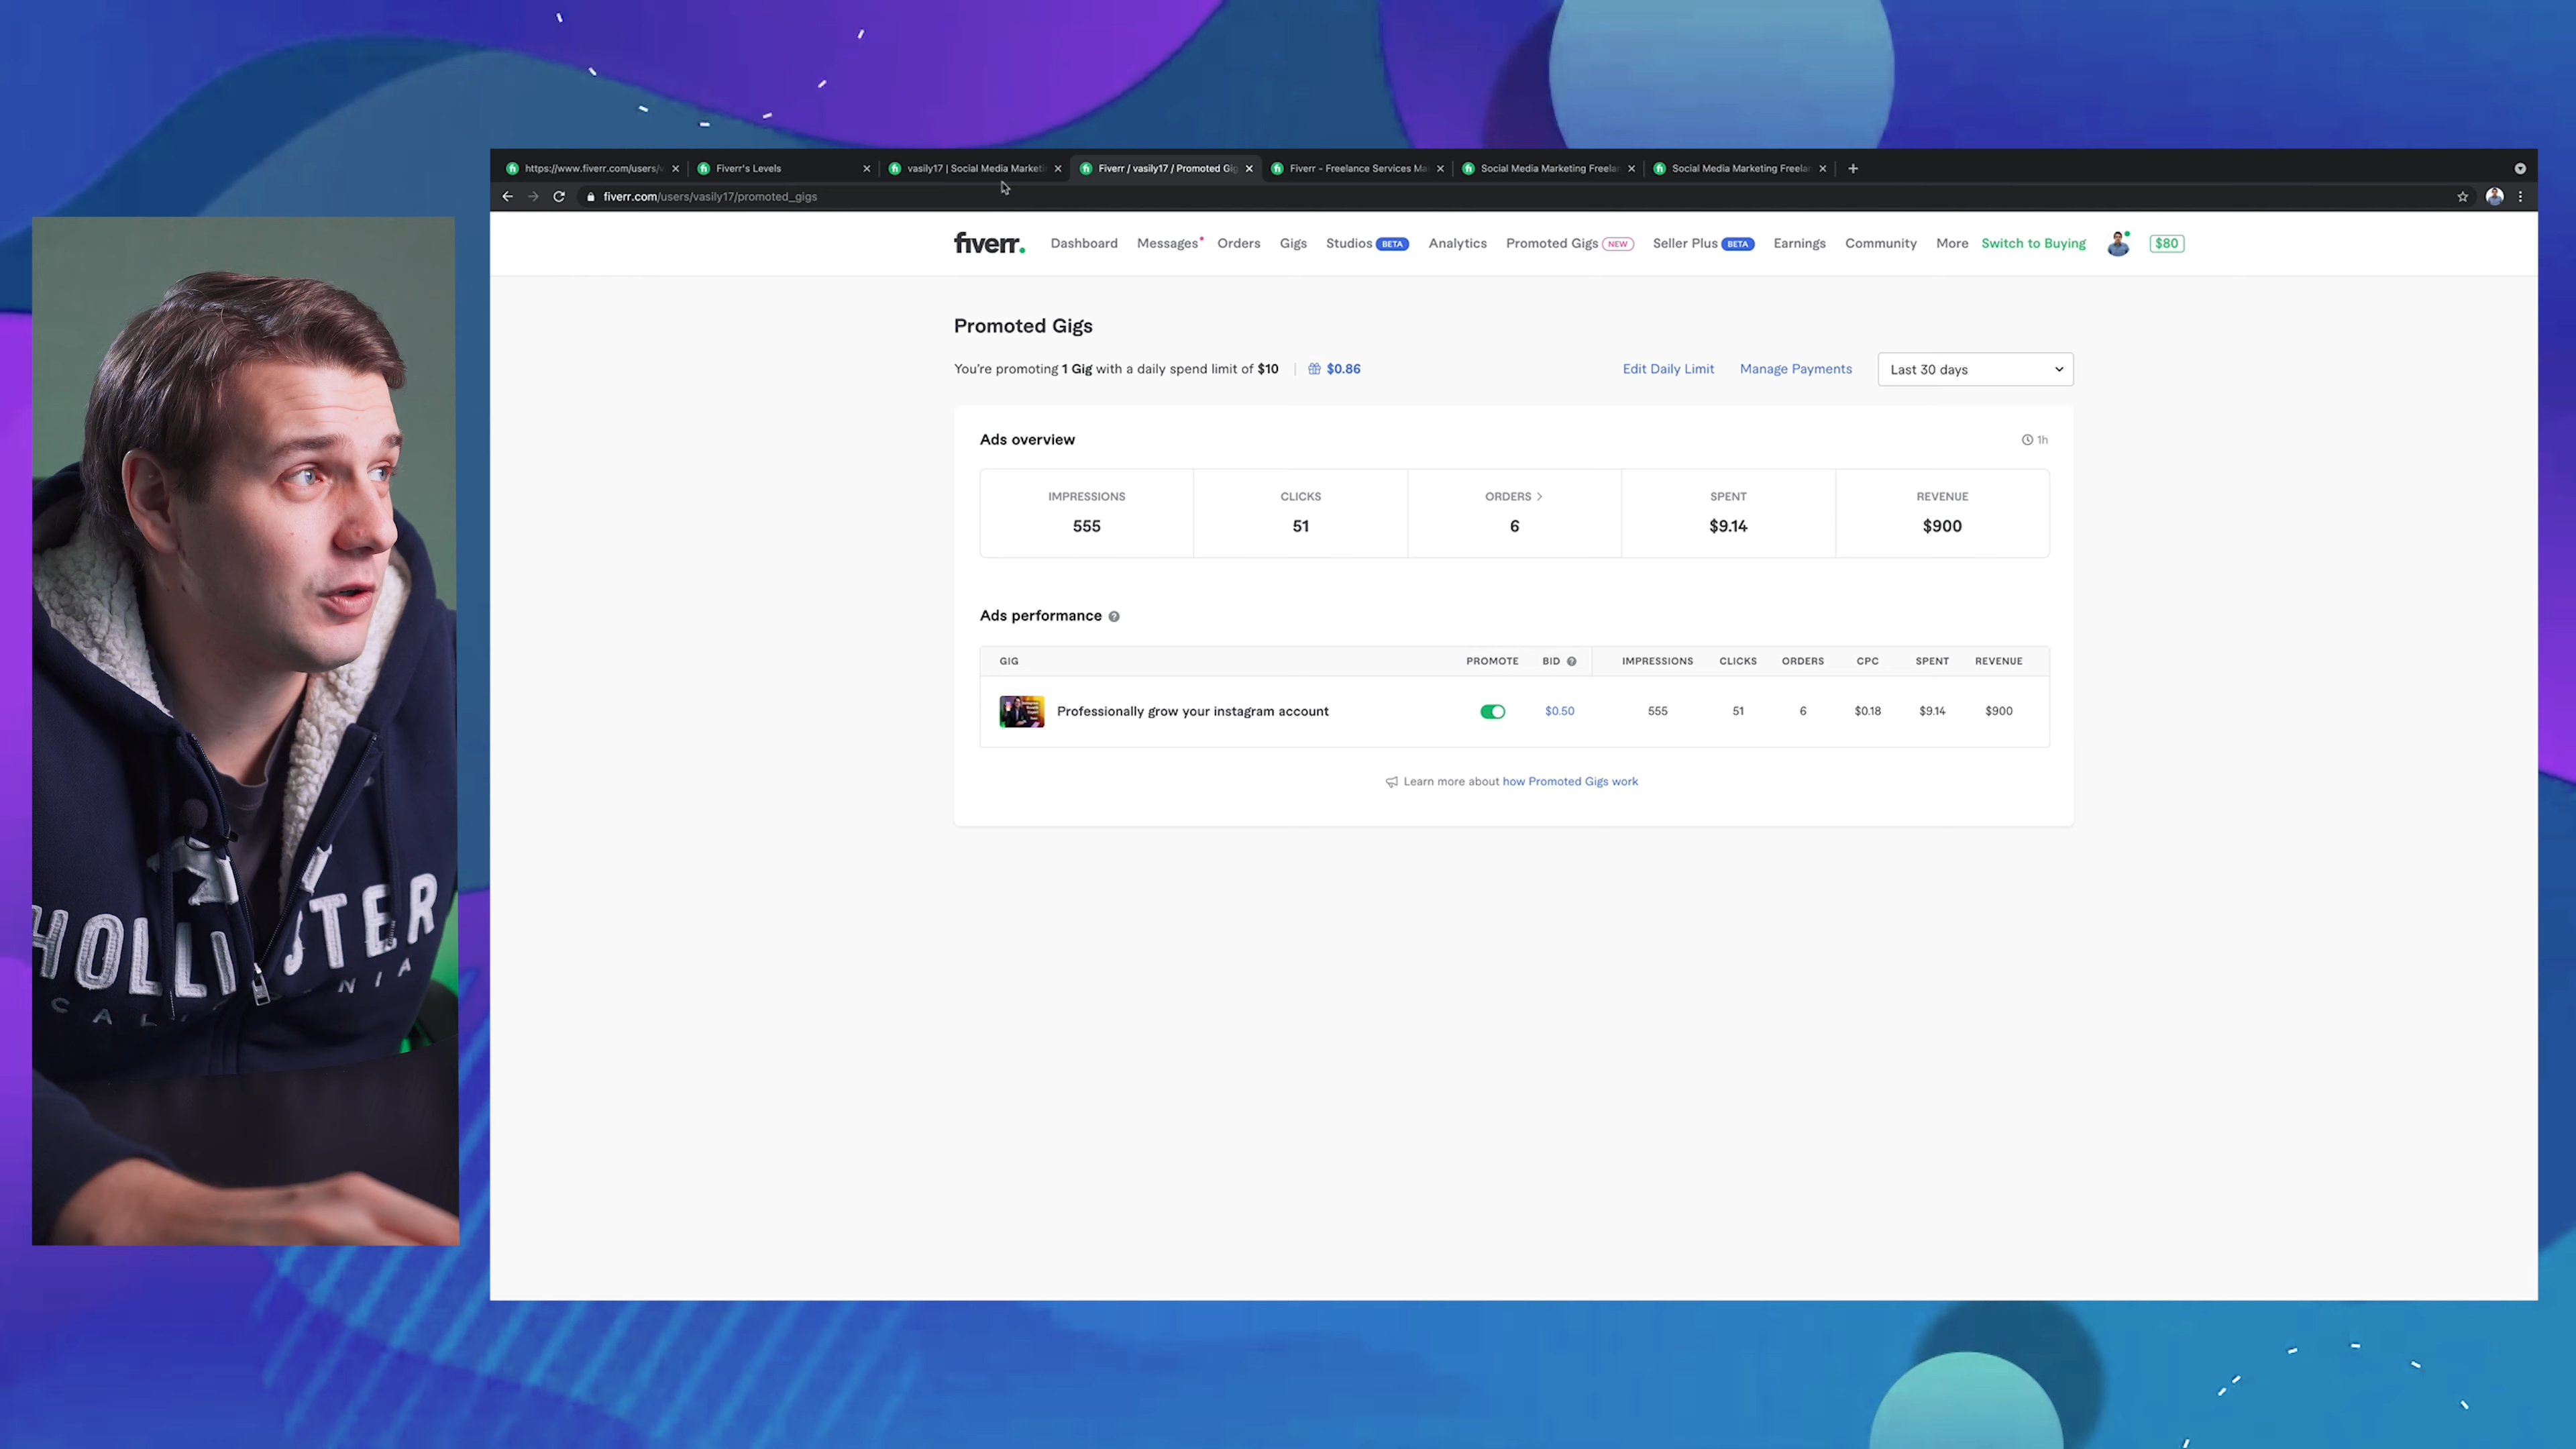 https://www.fiverr.com/users/v
Fiverr's Levels
vasily17 | Social Media Marketi
Fiverr / vasily17 / Promoted Gig
Fiverr - Freelance Services Ma
Social Media Marketing Freelan
Social Media Marketing Freelan
fiverr.com/users/vasily17/promoted_gigs
fiverr. Dashboard Messages Orders Gigs Studios BETA Analytics Promoted Gigs NEW Seller Plus BETA Earnings Community More Switch to Buying $80
Promoted Gigs
You're promoting 1 Gig with a daily spend limit of $10 | $0.86 Edit Daily Limit Manage Payments Last 30 days
Ads overview 1h
IMPRESSIONS CLICKS ORDERS > SPENT REVENUE
555 51 6 $9.14 $900
Ads performance ?
GIG PROMOTE BID ? IMPRESSIONS CLICKS ORDERS CPC SPENT REVENUE
Professionally grow your instagram account $0.50 555 51 6 $0.18 $9.14 $900
Learn more about how Promoted Gigs work
HOLLISTER
CALIFORNIA